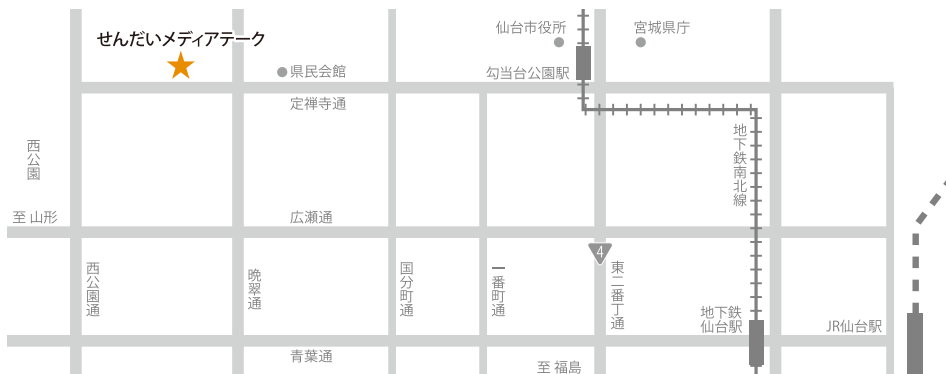 仙台市役所
宮城県庁
せんだいメディアテーク
県民会館
勾当台公園駅
定禅寺通
地下鉄南北線
西公園
至 山形
広瀬通
4
西公園通
晩翠通
国分町通
一番町通
東二番丁通
地下鉄
仙台駅
JR仙台駅
青葉通
至 福島